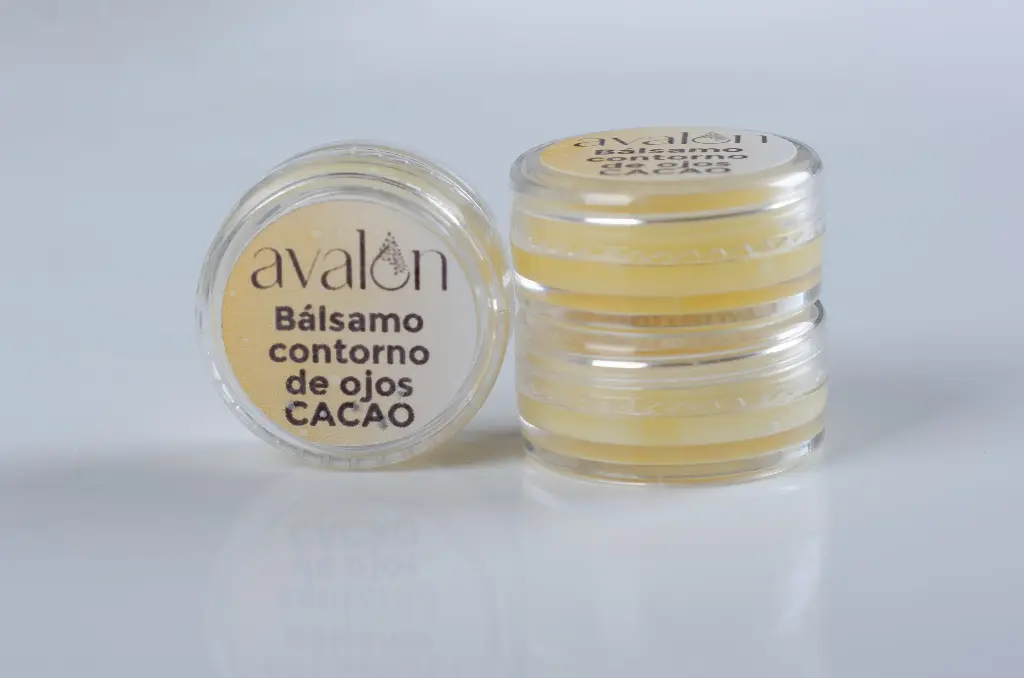 avalon
Bálsamo
contorno
de ojos
CACAO
avalon
Bálsamo
contorno
de ojos
CACAO